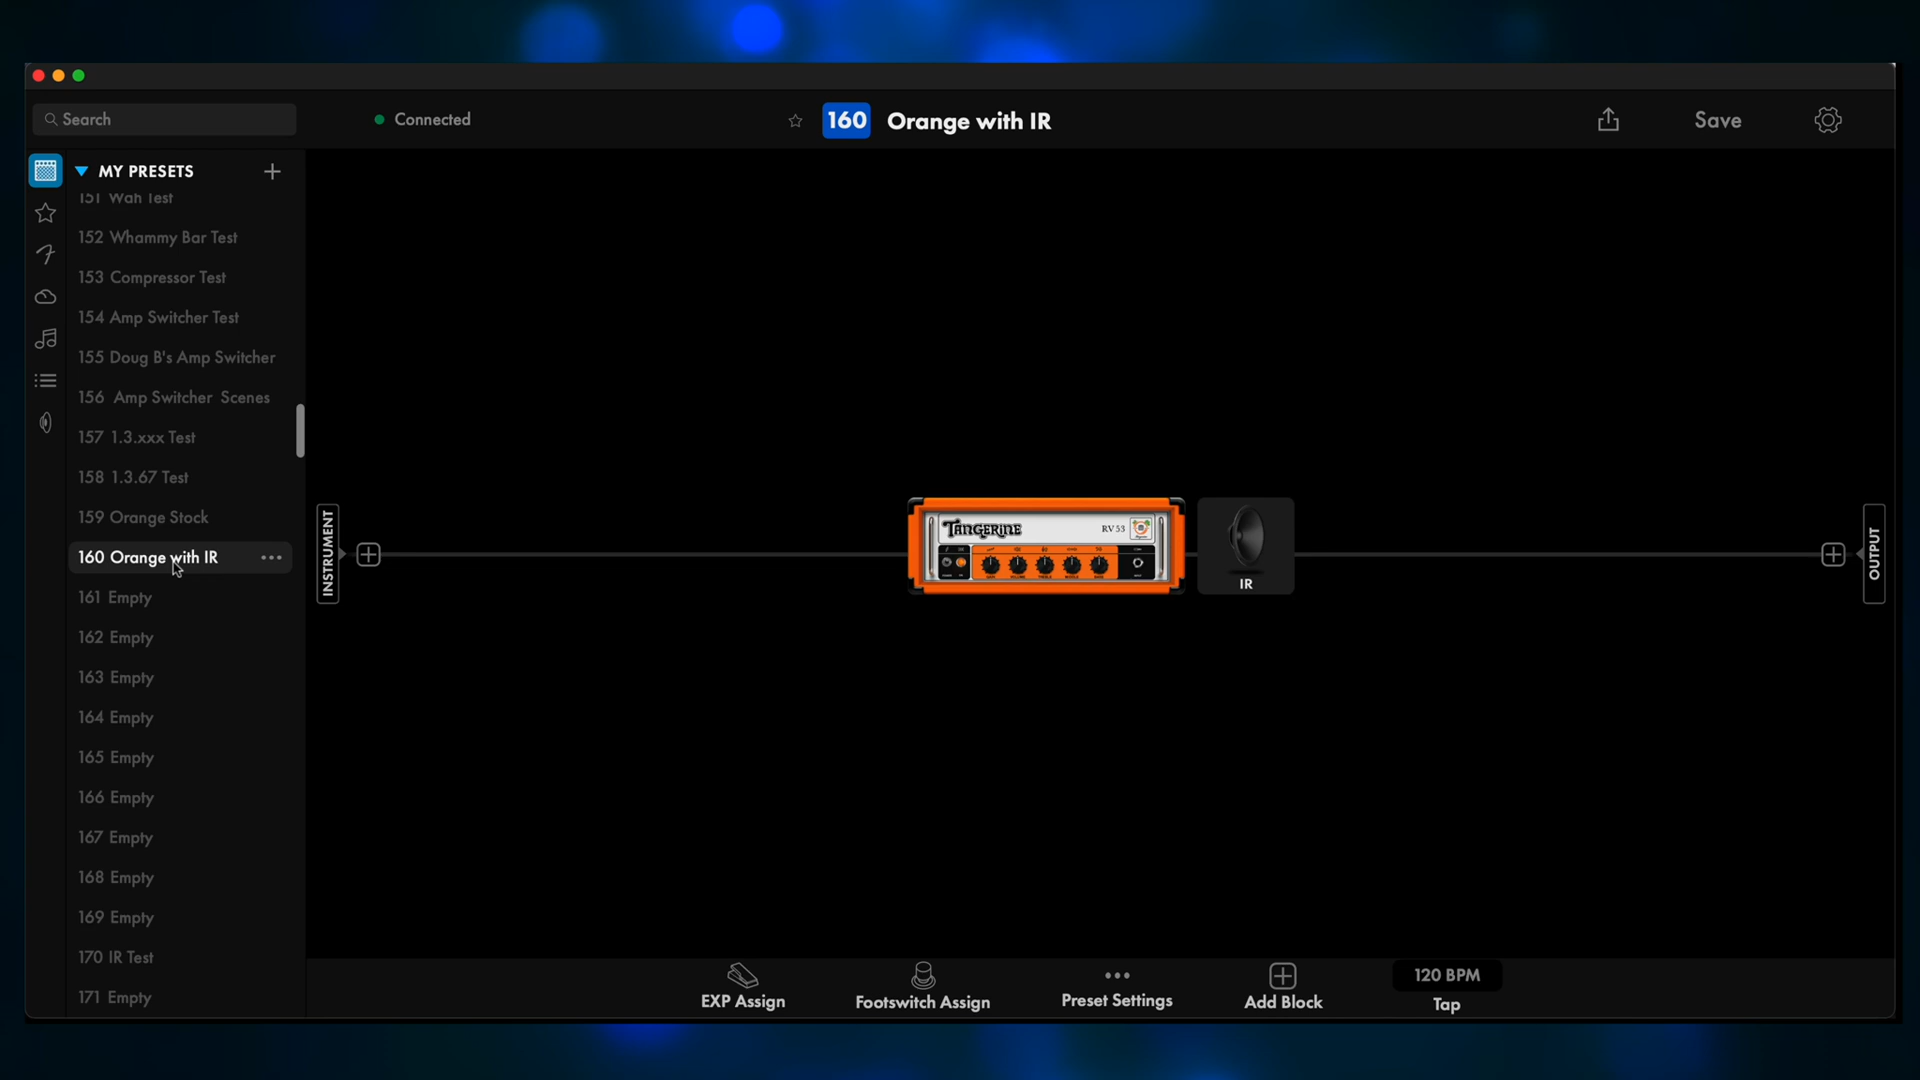 Search
Connected
160 Orange with IR
Save
MY PRESETS
151 Wah Test
152 Whammy Bar Test
153 Compressor Test
154 Amp Switcher Test
155 Doug B's Amp Switcher
156 Amp Switcher Scenes
157 1.3.xxx Test
158 1.3.67 Test
159 Orange Stock
160 Orange with IR
161 Empty
162 Empty
163 Empty
164 Empty
165 Empty
166 Empty
167 Empty
168 Empty
169 Empty
170 IR Test
171 Empty
INSTRUMENT
TANGERINE
RV 53
IR
OUTPUT
EXP Assign
Footswitch Assign
Preset Settings
Add Block
120 BPM
Tap